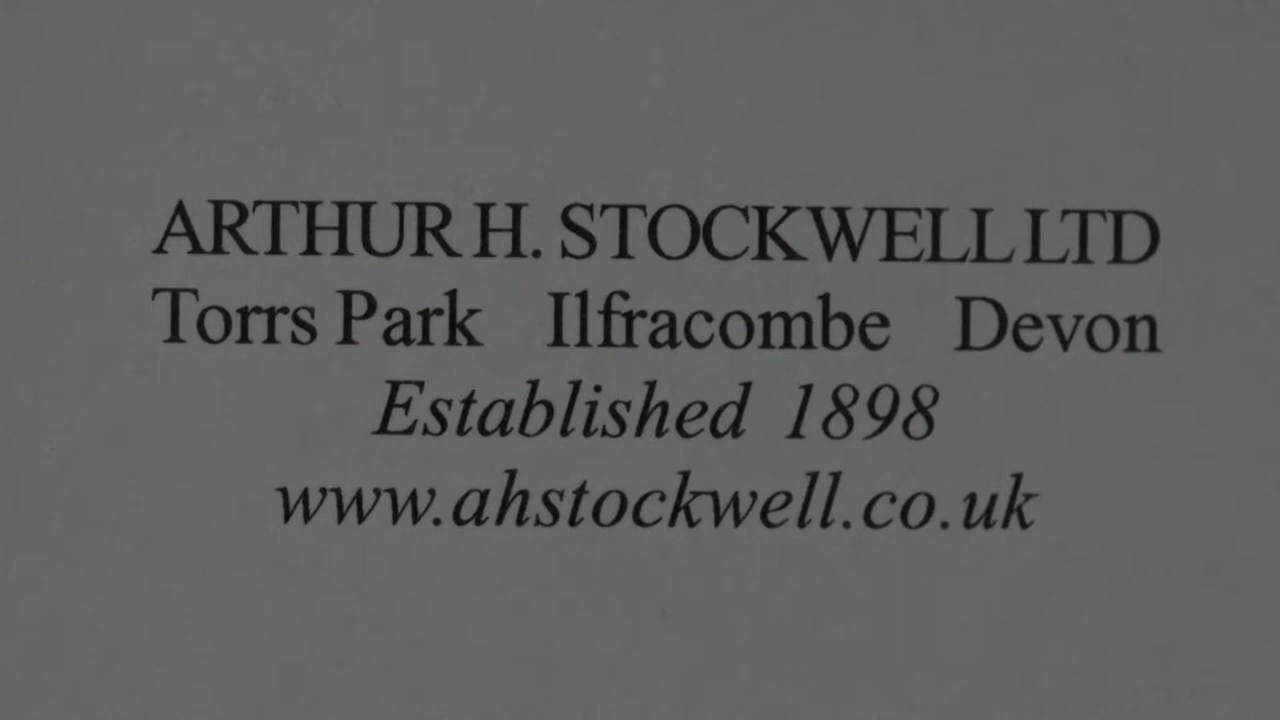 ARTHUR H. STOCKWELL LTD
Torrs Park Ilfracombe Devon
Established 1898
www.ahstockwell.co.uk